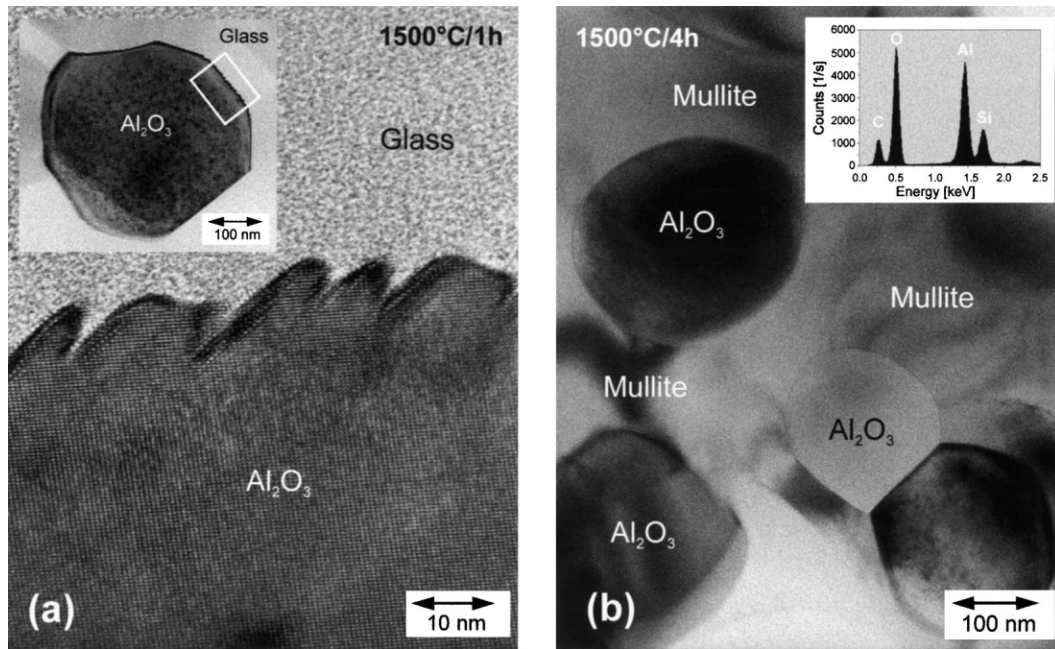 Glass
1500°C/1h
Al₂O₃
Glass
100 nm
Al₂O₃
(a)
10 nm
1500°C/4h
Mullite
6000
5000
4000
3000
2000
1000
0
Counts [1/s]
C
O
Al
Si
0.0 0.5 1.0 1.5 2.0 2.5
Energy [keV]
Al₂O₃
Mullite
Mullite
Al₂O₃
Al₂O₃
(b)
100 nm